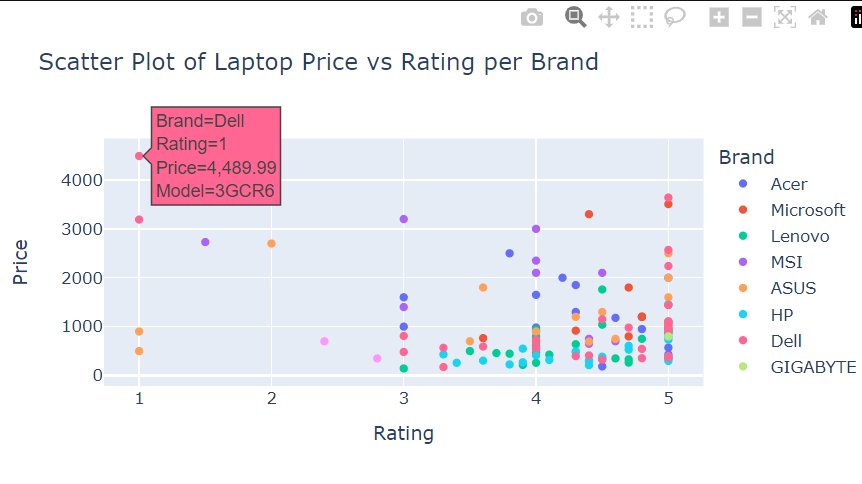 Scatter Plot of Laptop Price vs Rating per Brand
Brand=Dell
Rating=1
Price=4,489.99
Model=3GCR6
4000
3000
2000
1000
0
Price
1 2 3 4 5
Rating
Brand
Acer
Microsoft
Lenovo
MSI
ASUS
HP
Dell
GIGABYTE